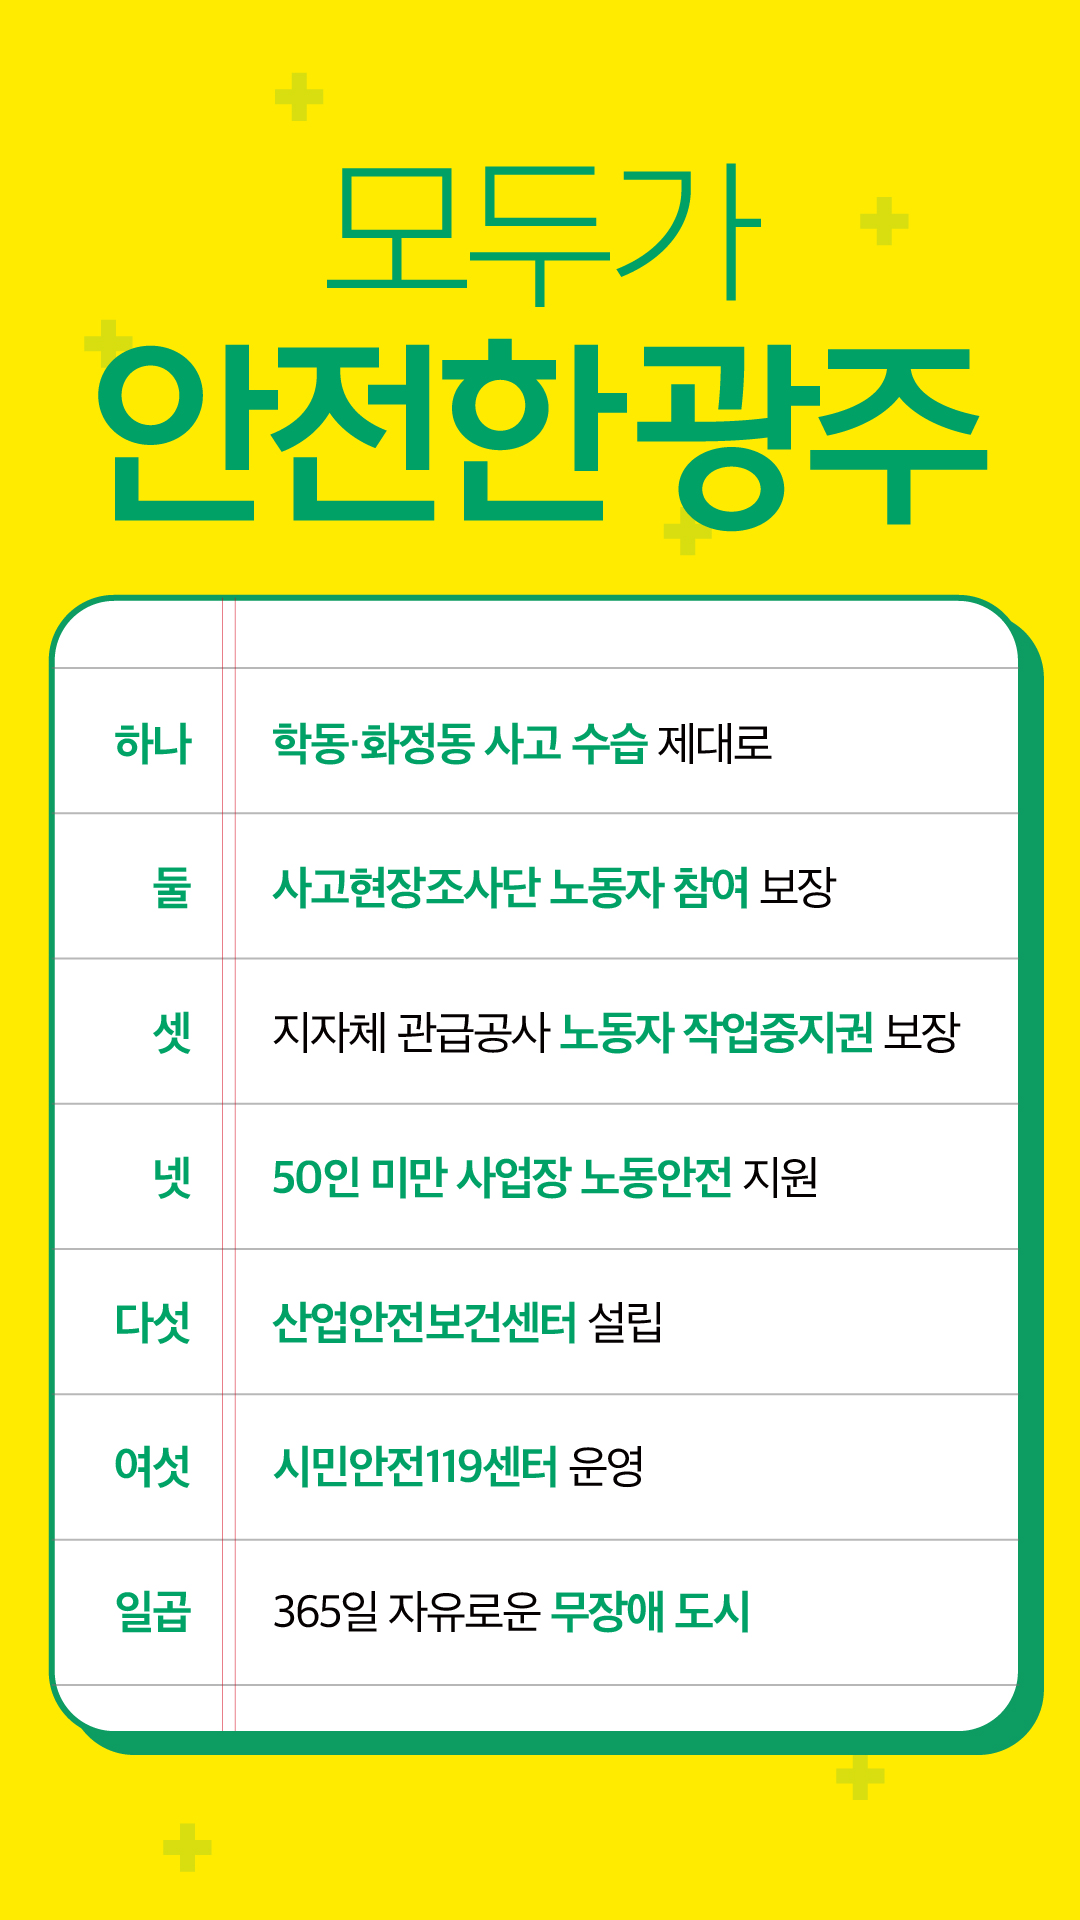 모두가
안전한 광주
하나 학동·화정동 사고 수습 제대로
둘 사고현장조사단 노동자 참여 보장
셋 지자체 관급공사 노동자 작업중지권 보장
넷 50인 미만 사업장 노동안전 지원
다섯 산업안전보건센터 설립
여섯 시민안전119센터 운영
일곱 365일 자유로운 무장애 도시